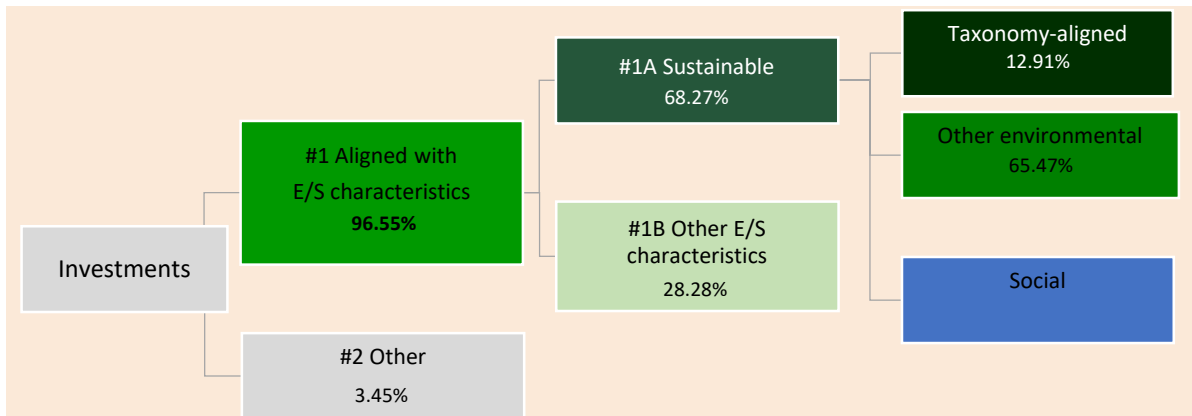 Investments
#1 Aligned with
E/S characteristics
96.55%
#2 Other
3.45%
#1A Sustainable
68.27%
#1B Other E/S
characteristics
28.28%
Taxonomy-aligned
12.91%
Other environmental
65.47%
Social